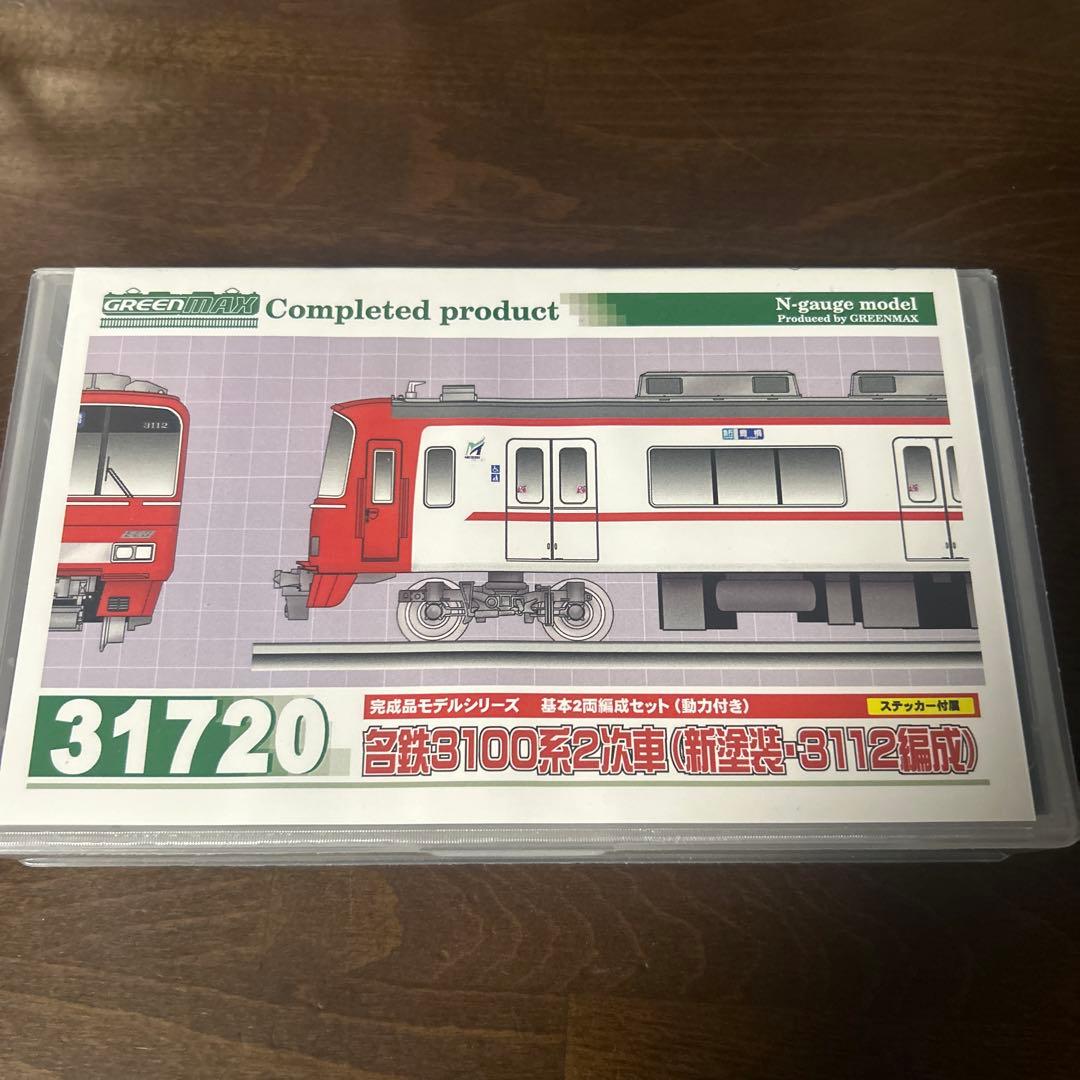 GREENMAX Completed product
N-gauge model
Produced by GREENMAX
3112
31720
完成品モデルシリーズ 基本2両編成セット(動力付き)
ステッカー付属
名鉄3100系2次車(新塗装・3112編成)